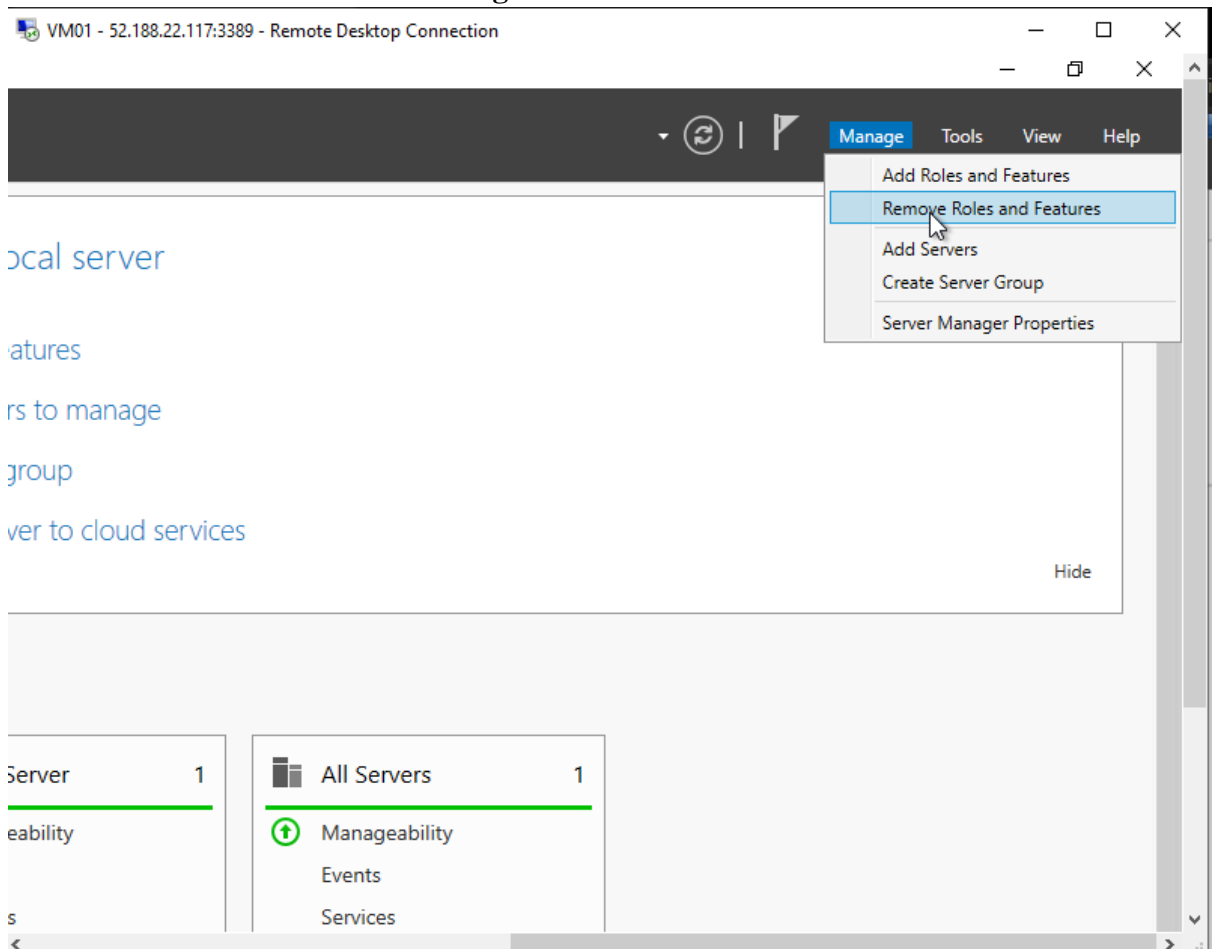 VM01 - 52.188.22.117:3389 - Remote Desktop Connection
Manage Tools View Help
Add Roles and Features
Remove Roles and Features
Add Servers
Create Server Group
Server Manager Properties
ocal server
eatures
rs to manage
group
ver to cloud services
Hide
Server 1
All Servers 1
eability
Manageability
Events
s
Services